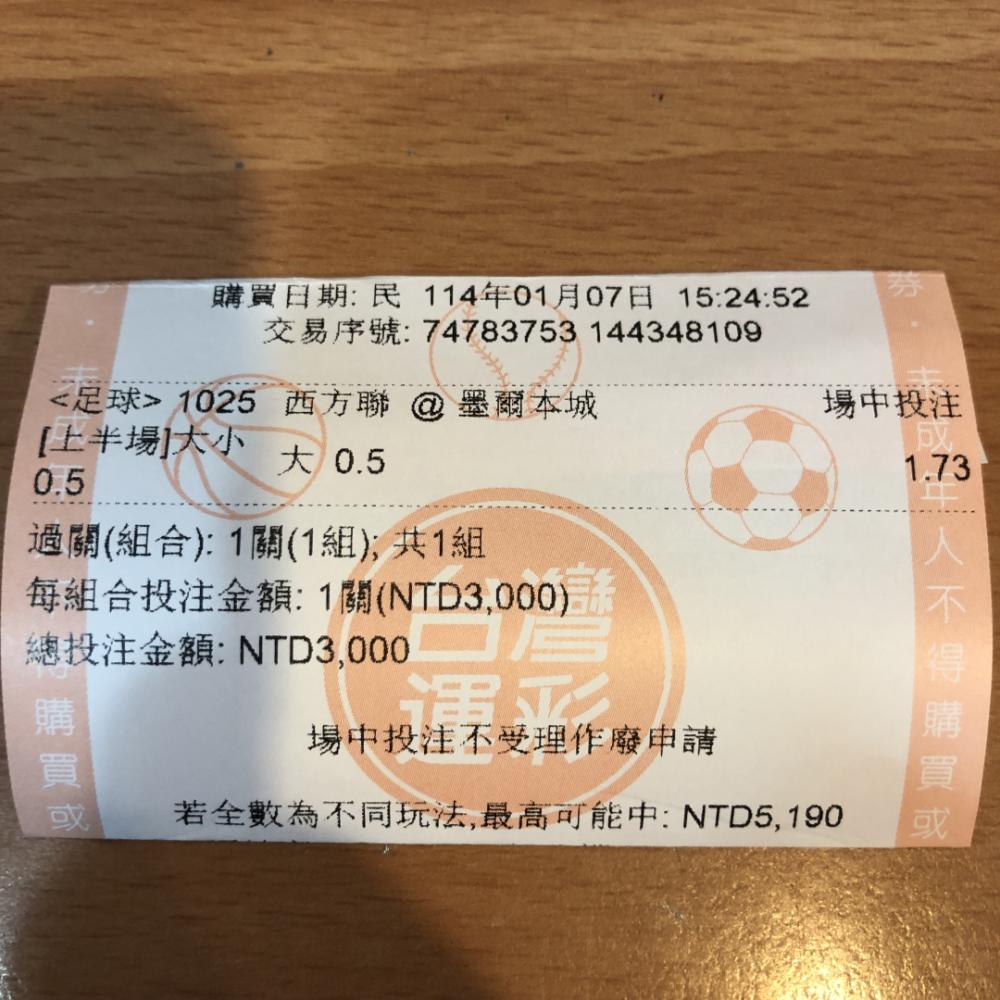 購買日期: 民 114年01月07日 15:24:52
交易序號: 74783753 144348109
<足球> 1025 西方聯 @ 墨爾本城 場中投注
[上半場]大小
0.5 大 0.5 1.73
過關(組合): 1關(1組); 共1組
每組合投注金額: 1關(NTD3,000)
總投注金額: NTD3,000
台灣
運彩
場中投注不受理作廢申請
若全數為不同玩法,最高可能中: NTD5,190
券・未成年人不得購買或